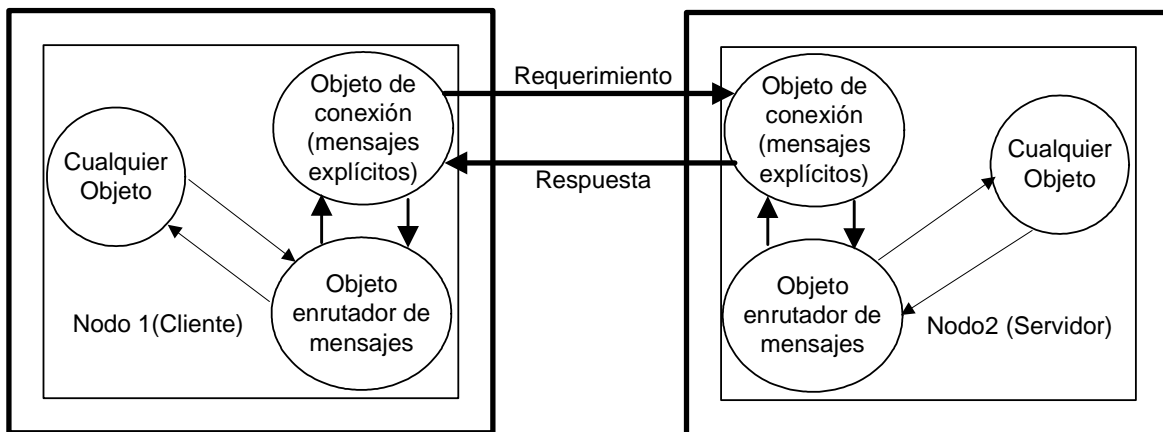 Cualquier
Objeto
Objeto de
conexión
(mensajes
explícitos)
Objeto
enrutador de
mensajes
Nodo 1(Cliente)
Requerimiento
Respuesta
Objeto de
conexión
(mensajes
explícitos)
Cualquier
Objeto
Objeto
enrutador de
mensajes
Nodo2 (Servidor)